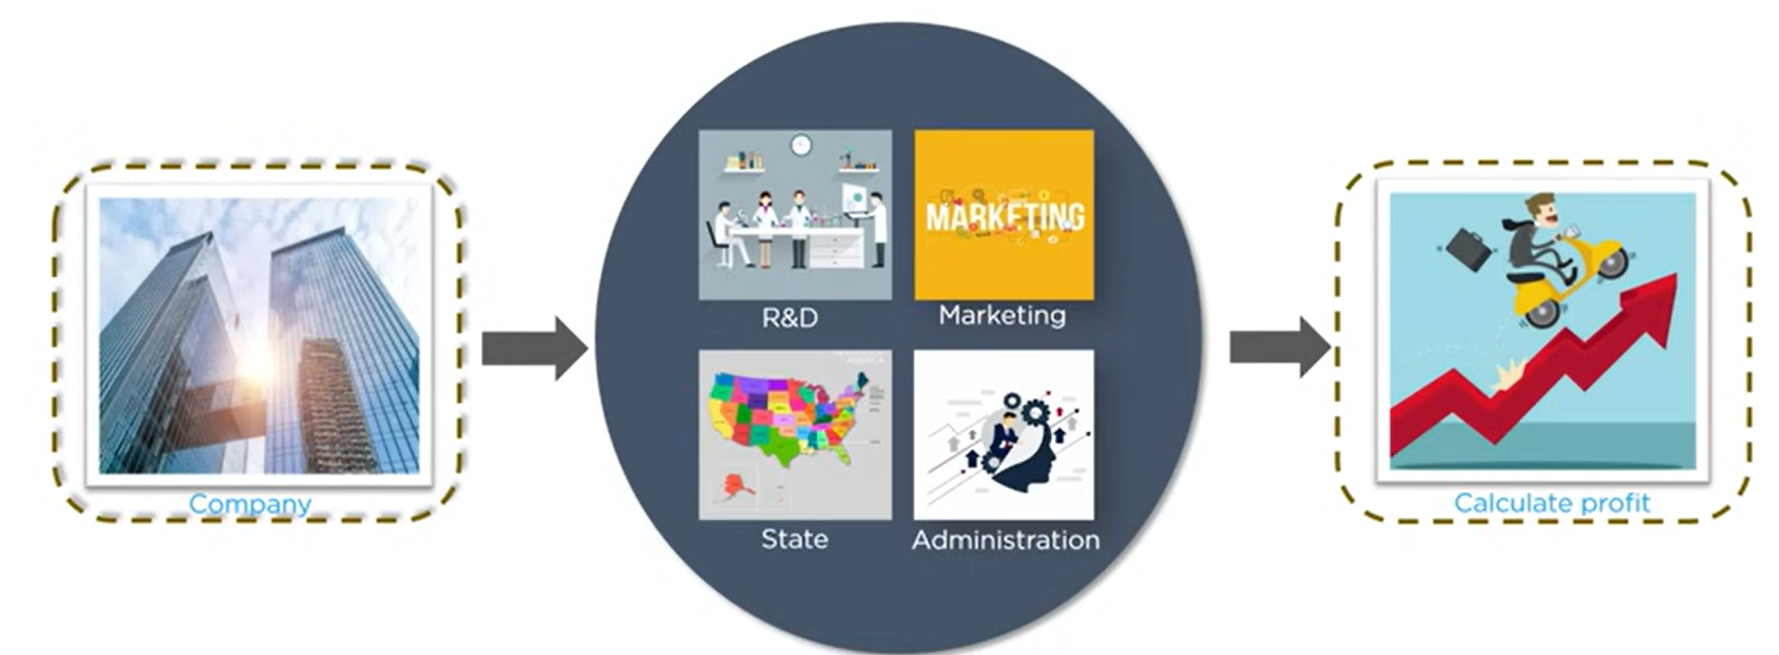 Company
R&D
MARKETING
Marketing
State
Administration
Calculate profit